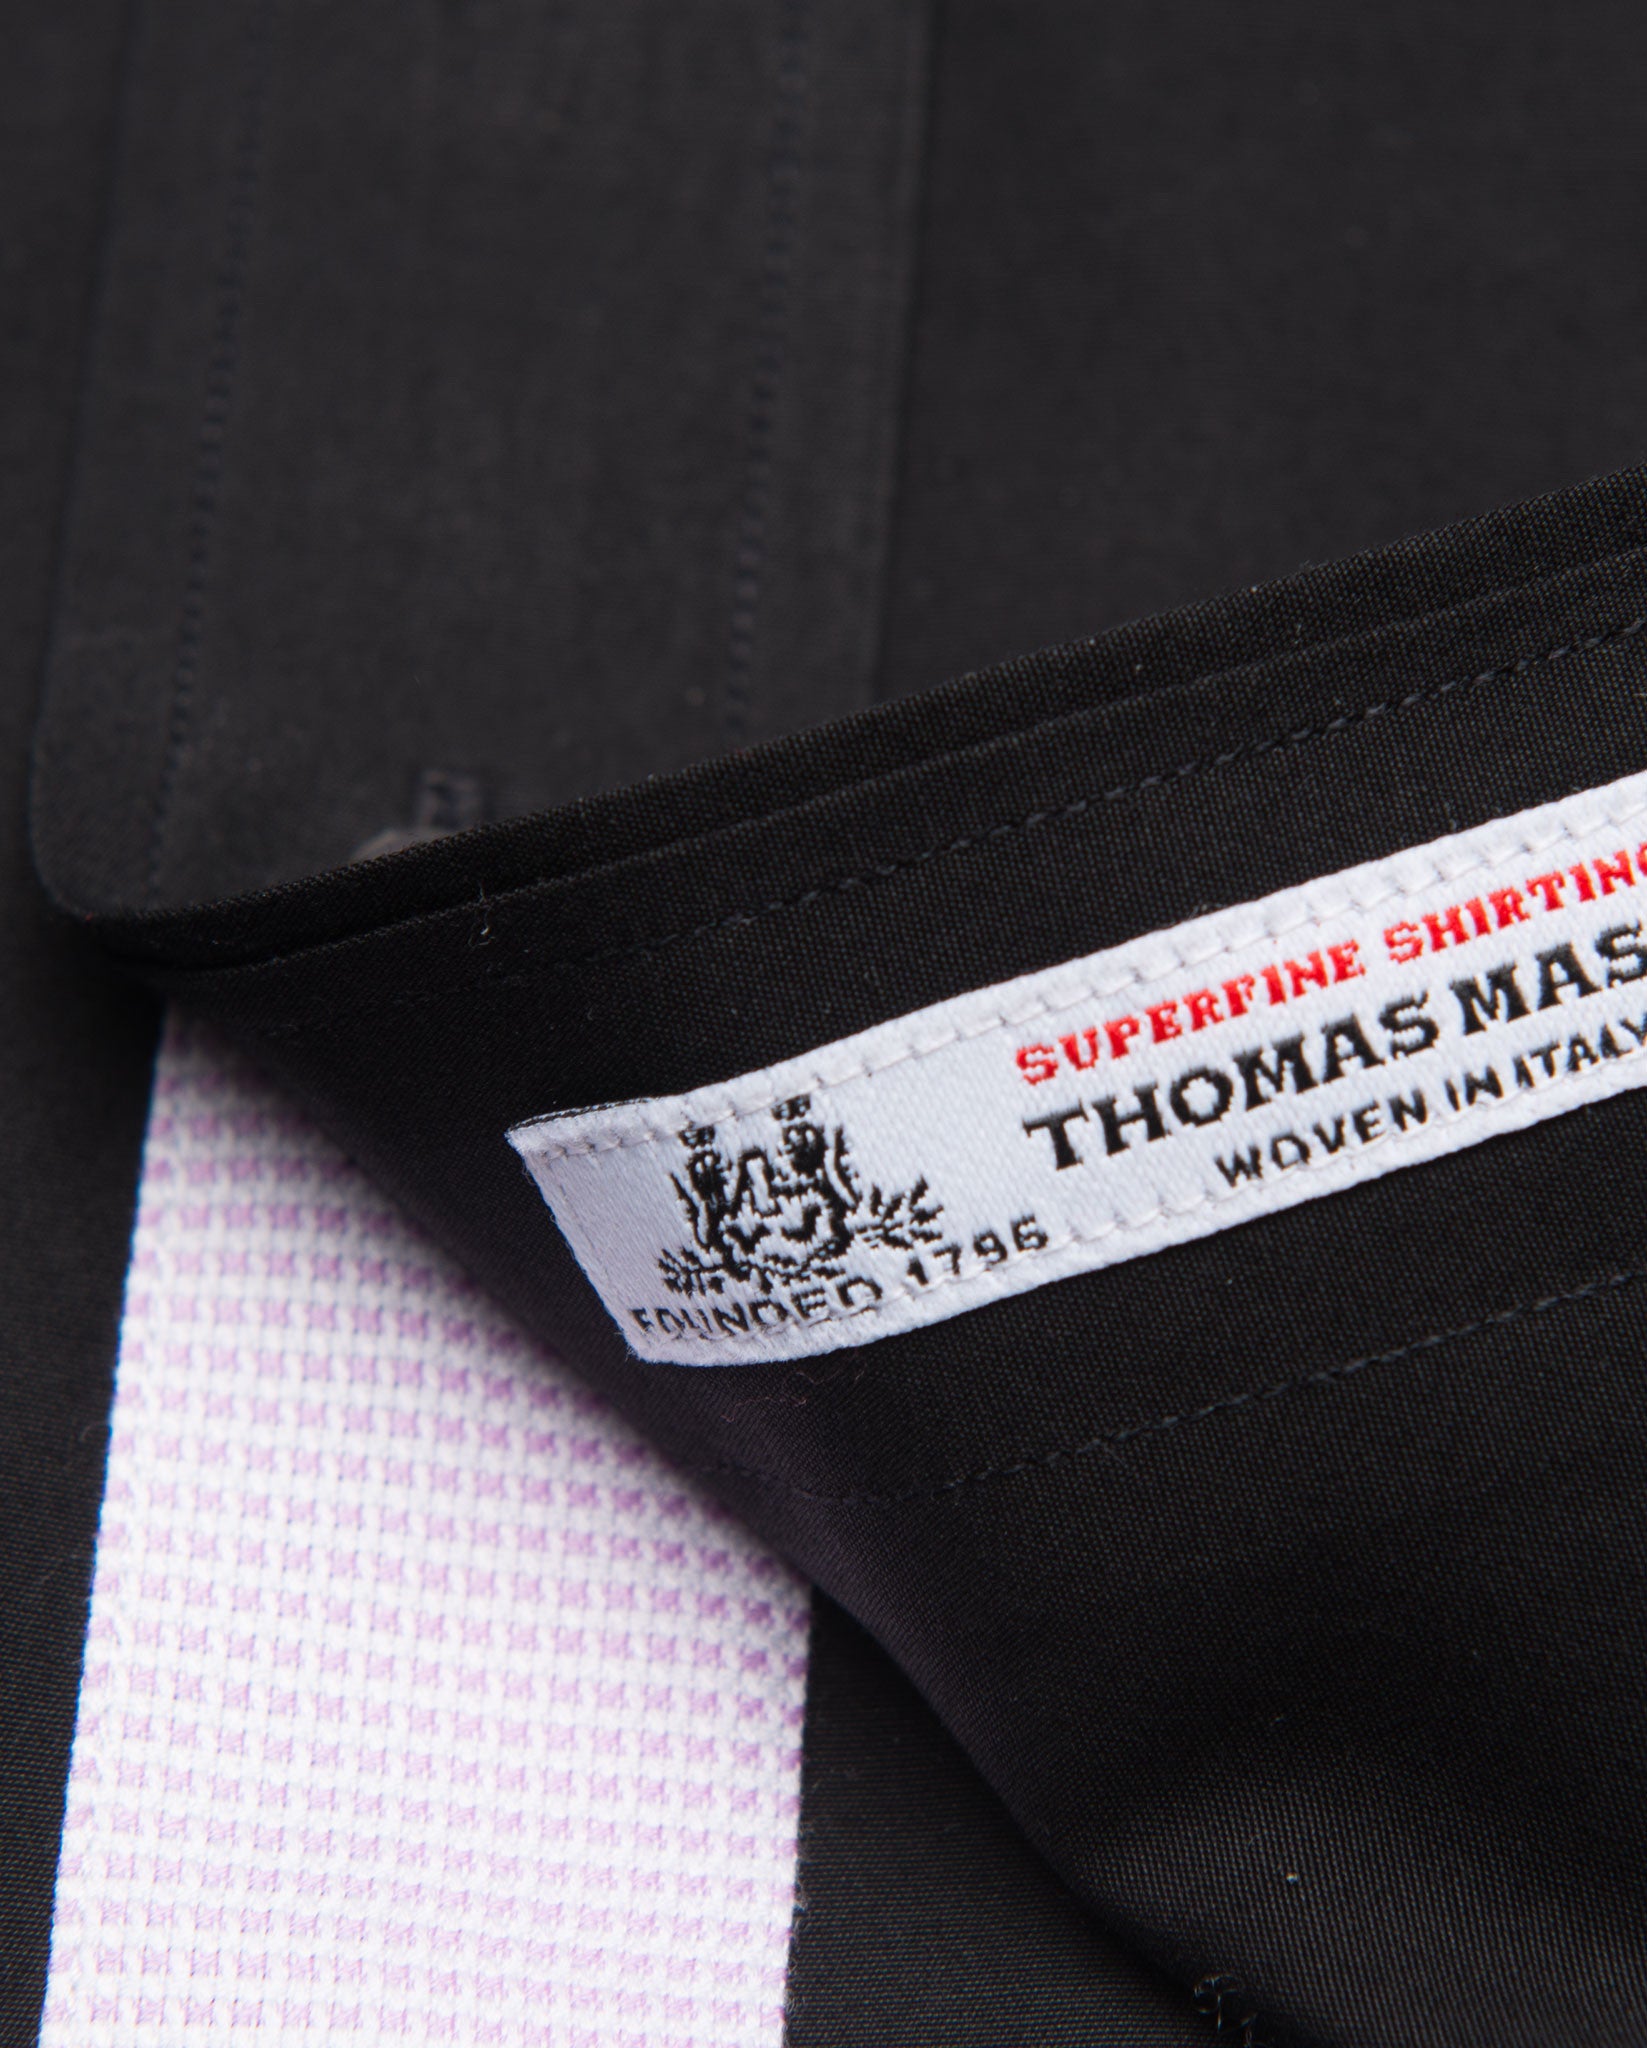 SUPERFINE SHIRTING
THOMAS MAS
WOVEN IN ITALY
FOUNDED 1796